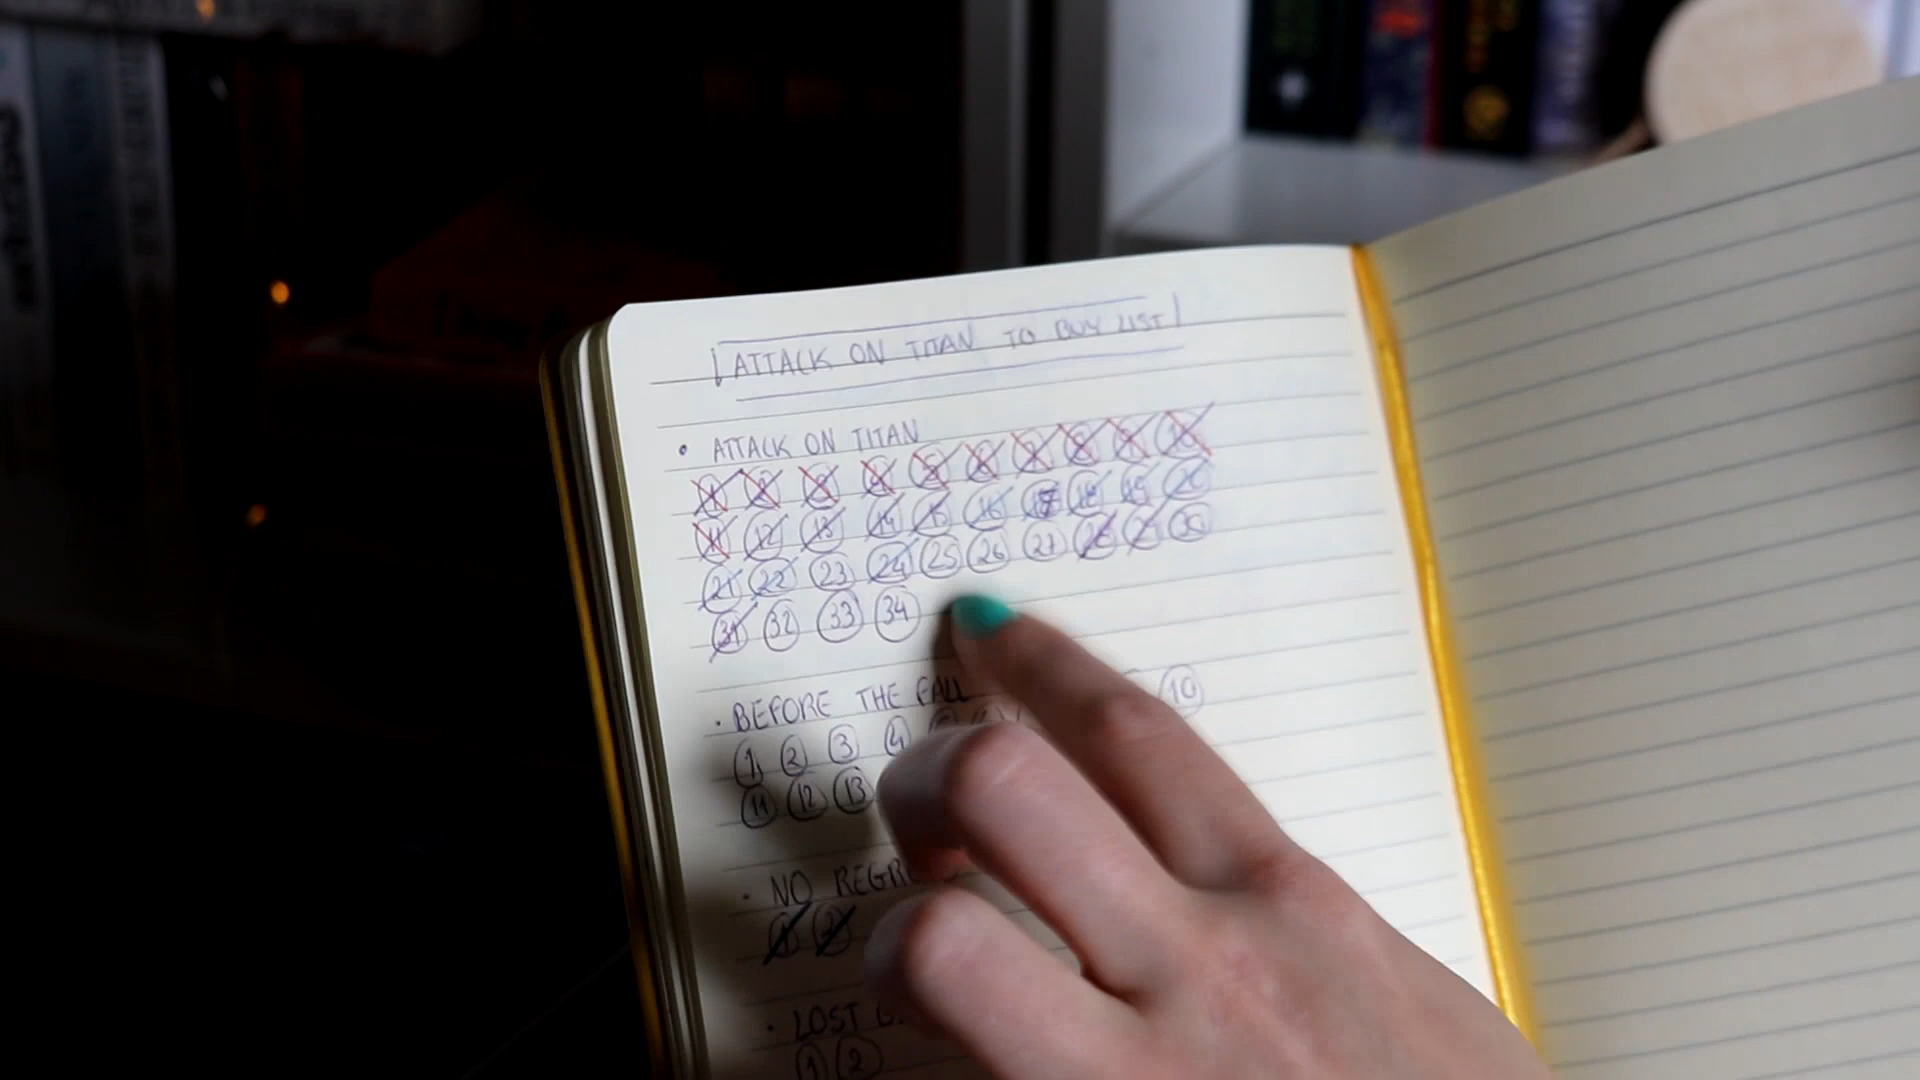 ATTACK ON TITAN TO BUY LIST
• ATTACK ON TITAN
1 2 3 4 5 6 7 8 9 10
11 12 13 14 15 16 17 18 19 20
21 22 23 24 25 26 27 28 29 30
31 32 33 34
• BEFORE THE FALL
1 2 3 4 10
11 12 13
• NO REGR
1 2
• LOST
1 2